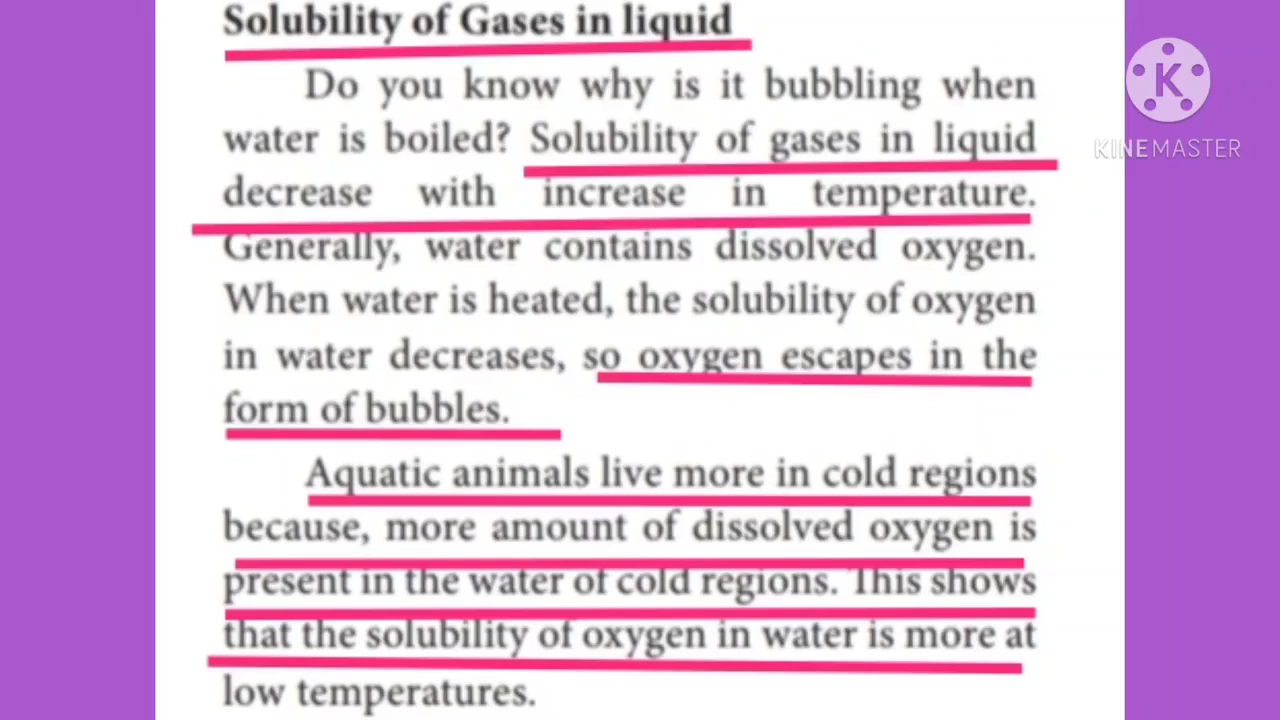 Solubility of Gases in liquid
Do you know why is it bubbling when
water is boiled? Solubility of gases in liquid
decrease with increase in temperature.
Generally, water contains dissolved oxygen.
When water is heated, the solubility of oxygen
in water decreases, so oxygen escapes in the
form of bubbles.
Aquatic animals live more in cold regions
because, more amount of dissolved oxygen is
present in the water of cold regions. This shows
that the solubility of oxygen in water is more at
low temperatures.
K
KINEMASTER